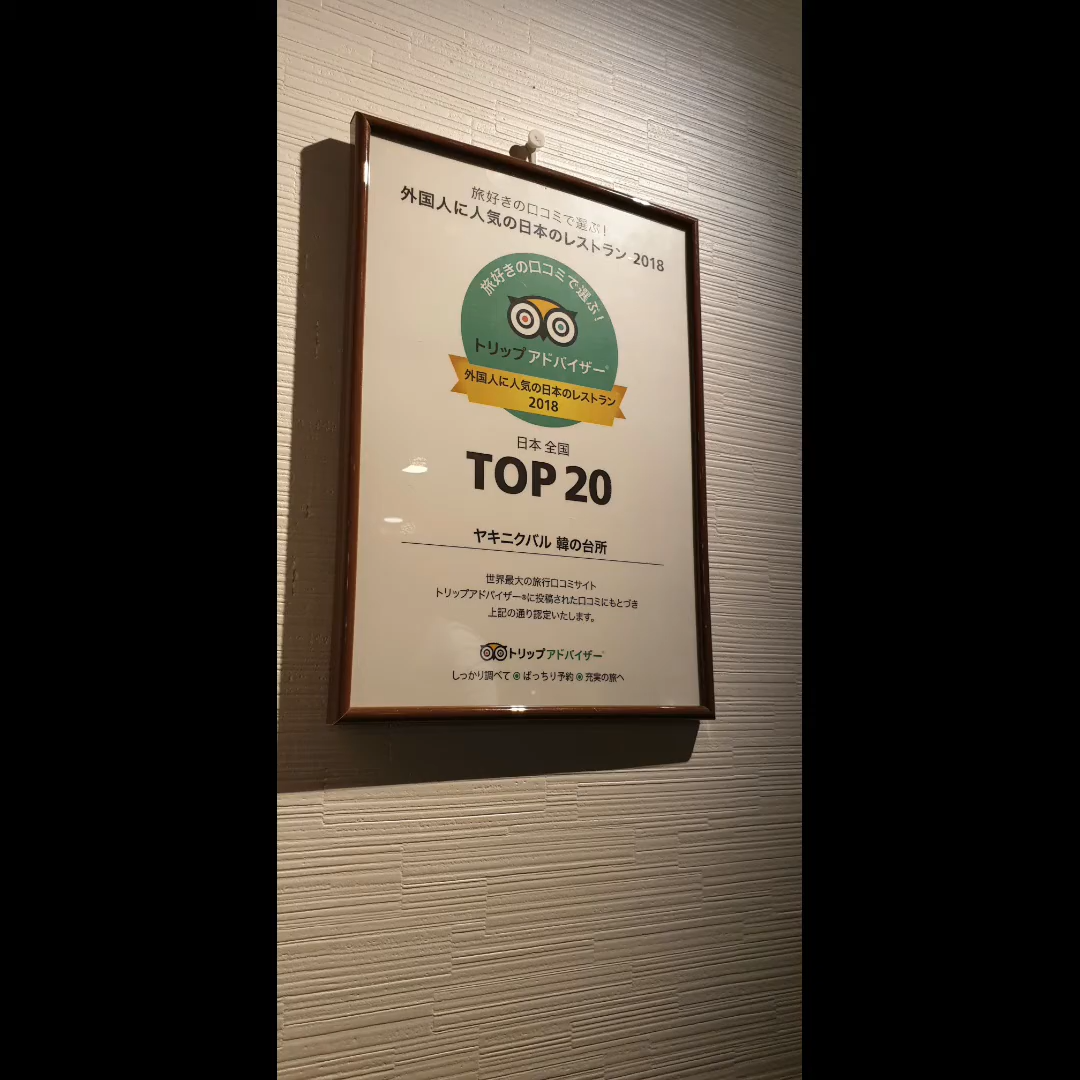 旅好きの口コミで選ぶ!
外国人に人気の日本のレストラン 2018
旅好きの口コミで選ぶ!
トリップアドバイザー®
外国人に人気の日本のレストラン
2018
日本 全国
TOP 20
ヤキニクバル 韓の台所
世界最大の旅行口コミサイト
トリップアドバイザー®に投稿された口コミにもとづき
上記の通り認定いたします。
トリップアドバイザー®
しっかり調べて◉ばっちり予約◉充実の旅へ